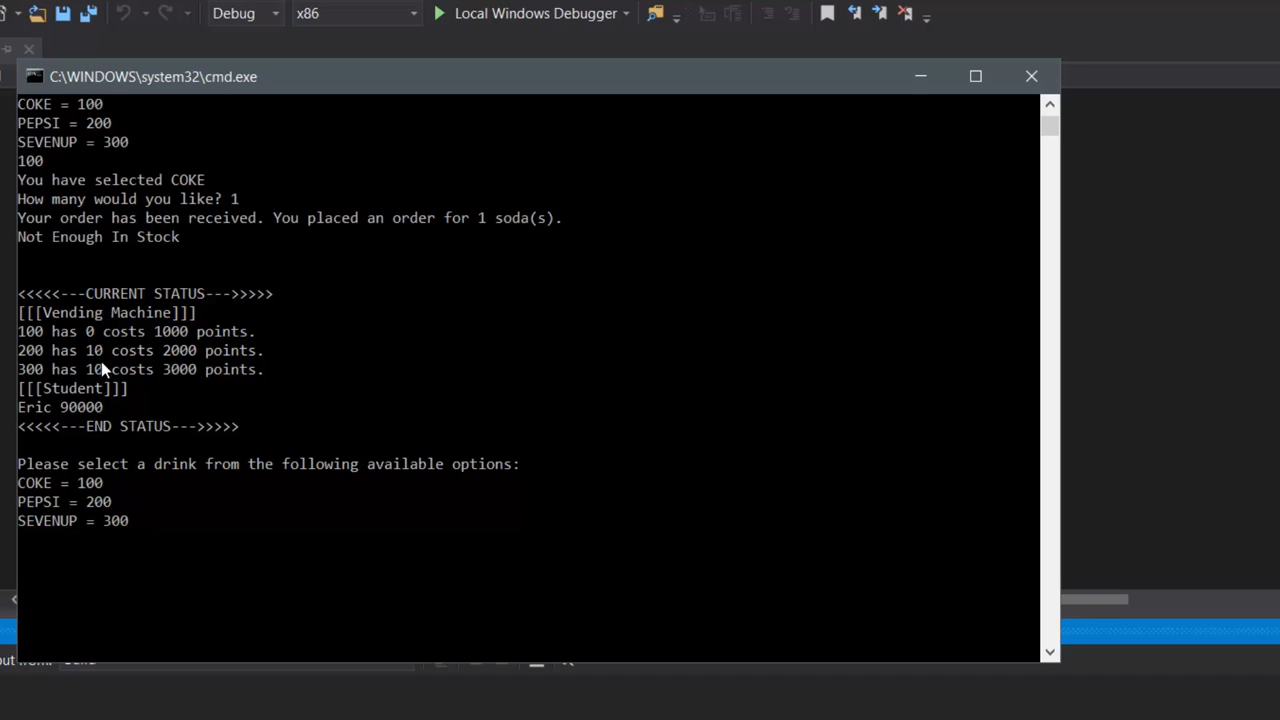 Debug
x86
Local Windows Debugger
C:\WINDOWS\system32\cmd.exe
COKE = 100
PEPSI = 200
SEVENUP = 300
100
You have selected COKE
How many would you like? 1
Your order has been received. You placed an order for 1 soda(s).
Not Enough In Stock
<<<<<---CURRENT STATUS--->>>>>
[[[Vending Machine]]]
100 has 0 costs 1000 points.
200 has 10 costs 2000 points.
300 has 10 costs 3000 points.
[[[Student]]]
Eric 90000
<<<<<---END STATUS--->>>>>
Please select a drink from the following available options:
COKE = 100
PEPSI = 200
SEVENUP = 300